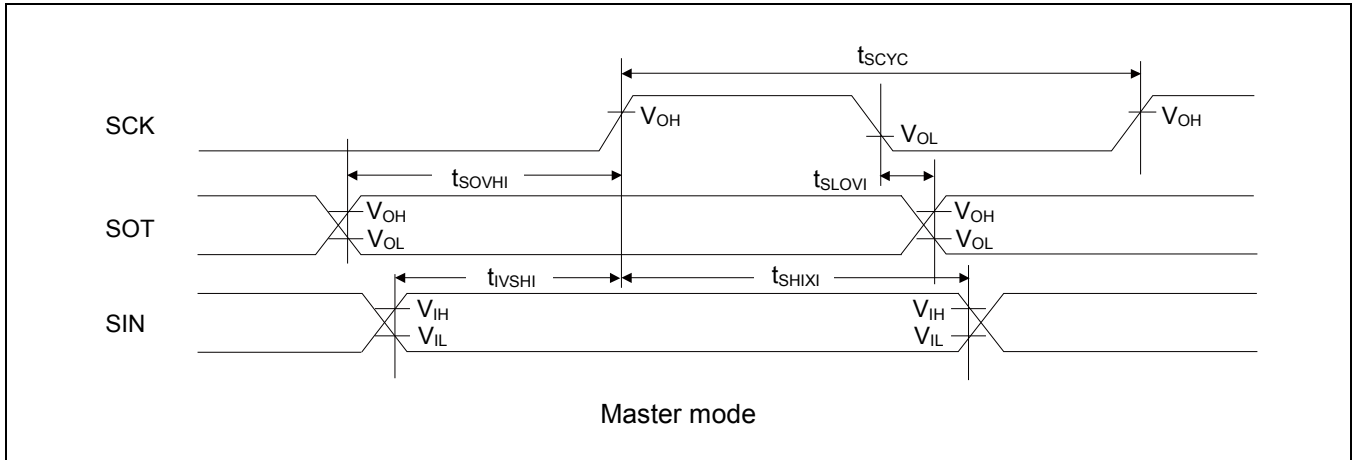 tSCYC
SCK
VOH
VOL
VOH
tSOVHI
tSLOVI
SOT
VOH
VOL
VOH
VOL
tIVSHI
tSHIXI
SIN
VIH
VIL
VIH
VIL
Master mode